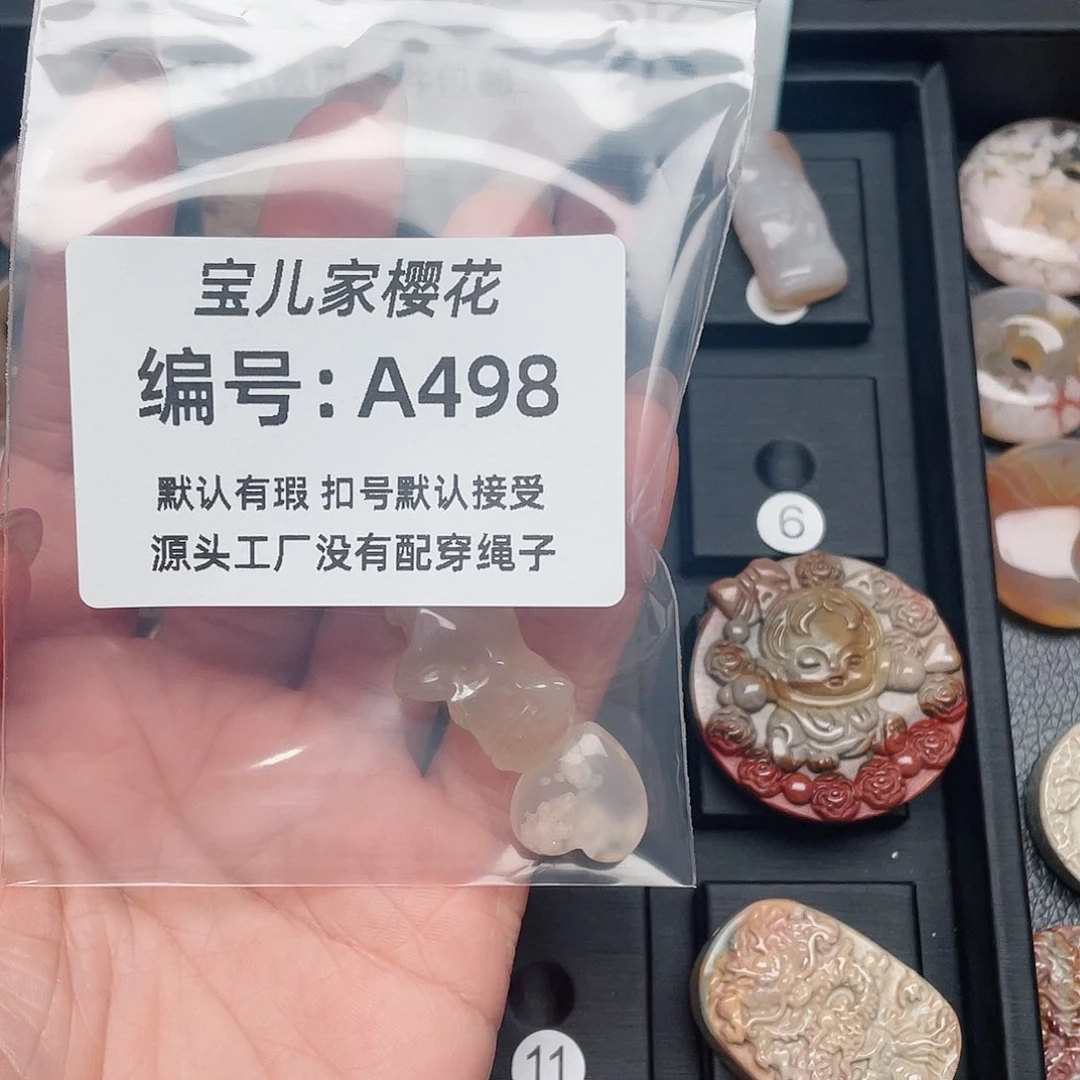 宝儿家樱花
编号：A498
默认有瑕 扣号默认接受
源头工厂没有配穿绳子
6
11